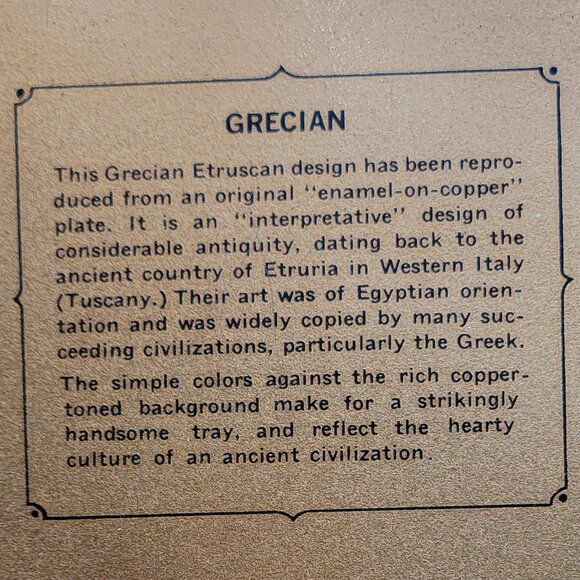 GRECIAN
This Grecian Etruscan design has been repro-
duced from an original "enamel-on-copper"
plate. It is an "interpretative" design of
considerable antiquity, dating back to the
ancient country of Etruria in Western Italy
(Tuscany.) Their art was of Egyptian orien-
tation and was widely copied by many suc-
ceeding civilizations, particularly the Greek.
The simple colors against the rich copper-
toned background make for a strikingly
handsome tray, and reflect the hearty
culture of an ancient civilization.